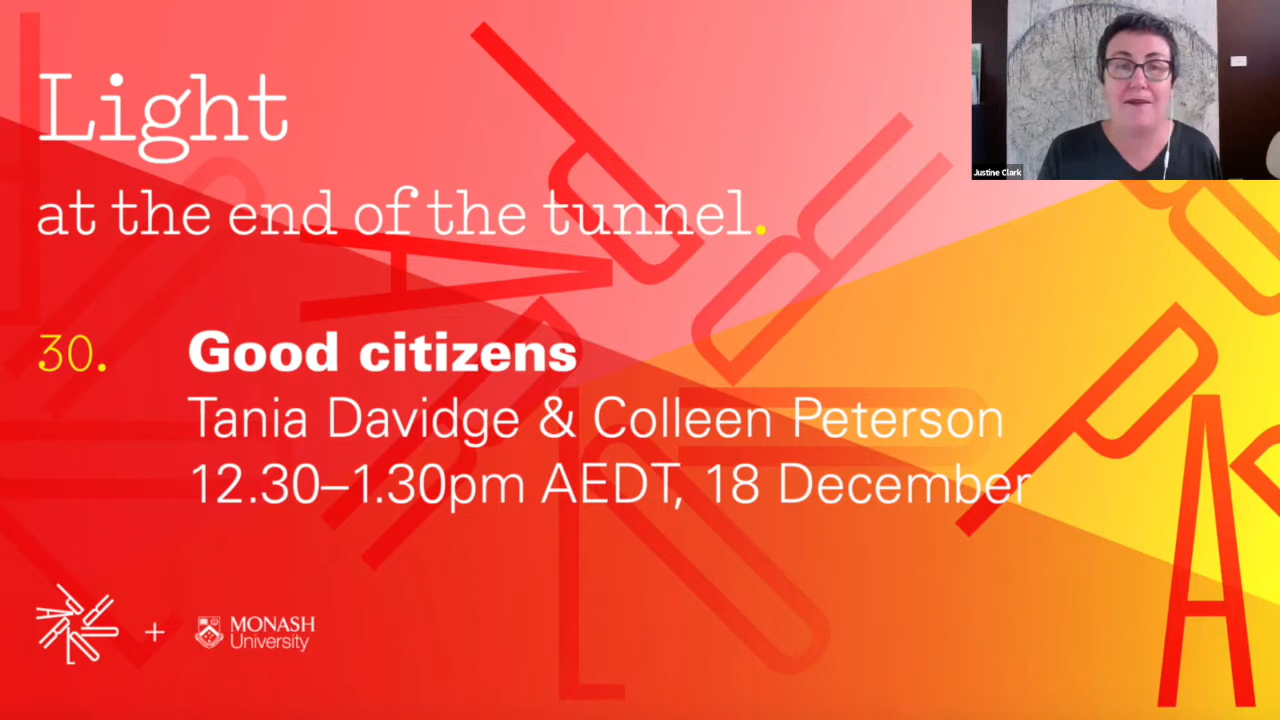 Light
at the end of the tunnel.
30. Good citizens
Tania Davidge & Colleen Peterson
12.30–1.30pm AEDT, 18 December
+ MONASH
University
Justine Clark